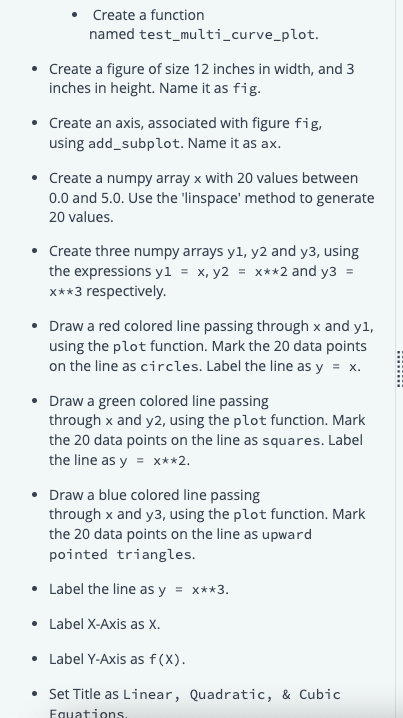 • Create a function
named test_multi_curve_plot.
• Create a figure of size 12 inches in width, and 3
inches in height. Name it as fig.
• Create an axis, associated with figure fig,
using add_subplot. Name it as ax.
• Create a numpy array x with 20 values between
0.0 and 5.0. Use the 'linspace' method to generate
20 values.
• Create three numpy arrays y1, y2 and y3, using
the expressions y1 = x, y2 = x**2 and y3 =
x**3 respectively.
• Draw a red colored line passing through x and y1,
using the plot function. Mark the 20 data points
on the line as circles. Label the line as y = x.
• Draw a green colored line passing
through x and y2, using the plot function. Mark
the 20 data points on the line as squares. Label
the line as y = x**2.
• Draw a blue colored line passing
through x and y3, using the plot function. Mark
the 20 data points on the line as upward
pointed triangles.
• Label the line as y = x**3.
• Label X-Axis as X.
• Label Y-Axis as f(X).
• Set Title as Linear, Quadratic, & Cubic
Equations.